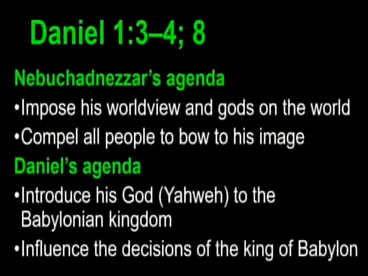 Daniel 1:3–4; 8
Nebuchadnezzar's agenda
•Impose his worldview and gods on the world
•Compel all people to bow to his image
Daniel's agenda
•Introduce his God (Yahweh) to the
Babylonian kingdom
•Influence the decisions of the king of Babylon